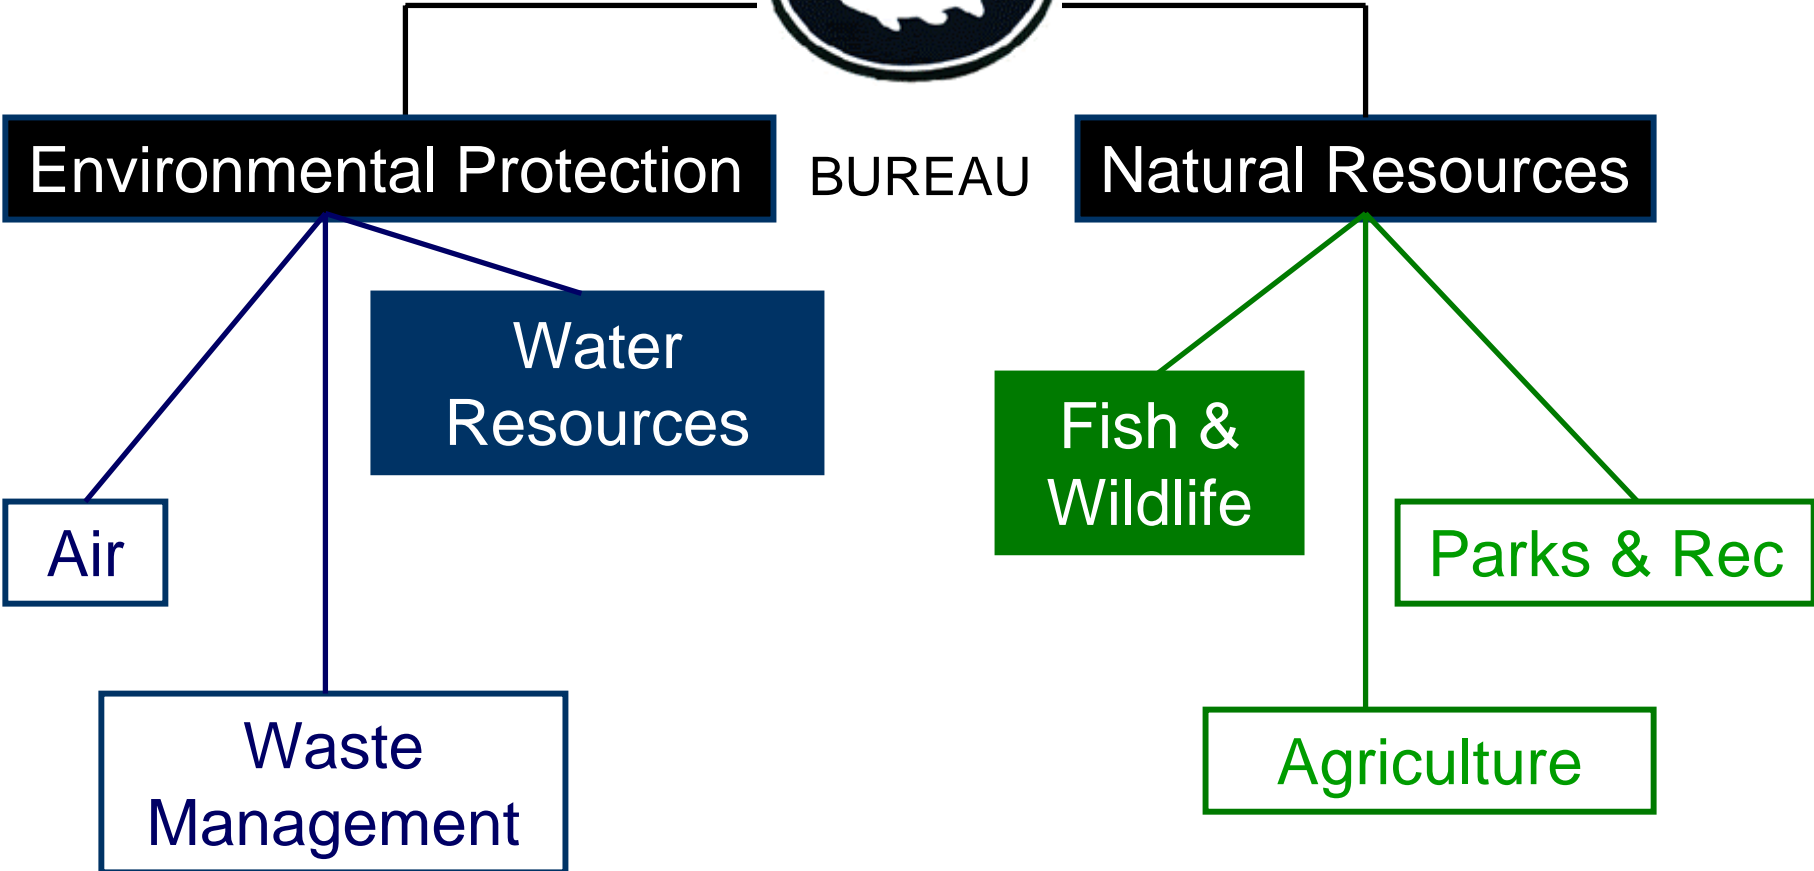 Environmental Protection
BUREAU
Natural Resources
Water
Resources
Fish &
Wildlife
Air
Parks & Rec
Waste
Management
Agriculture